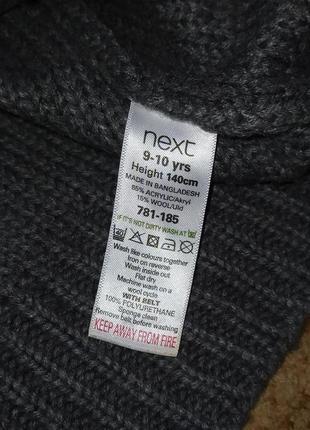 next
9-10 yrs
Height 140cm
MADE IN BANGLADESH
85% ACRYLIC/Akryl
15% WOOL/Uld
781-185
IF IT'S NOT DIRTY WASH AT
Wash like colours together
Iron on reverse
Wash inside out
Flat dry
Machine wash on a
wool cycle
WITH BELT
100% POLYURETHANE
Sponge clean
Remove belt before washing
KEEP AWAY FROM FIRE